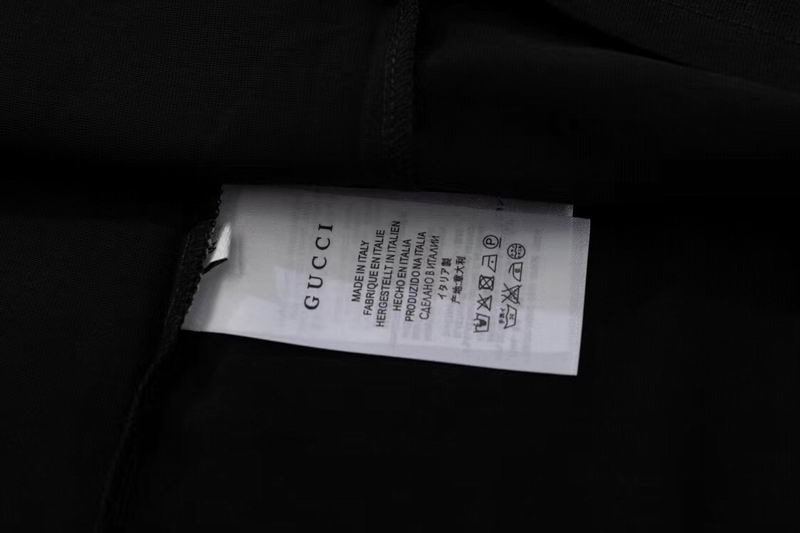 GUCCI
MADE IN ITALY
FABRIQUE EN ITALIE
HERGESTELLT IN ITALIEN
HECHO EN ITALIA
PRODUZIDO NA ITALIA
СДЕЛАНО В ИТАЛИИ
イタリア製
产地:意大利